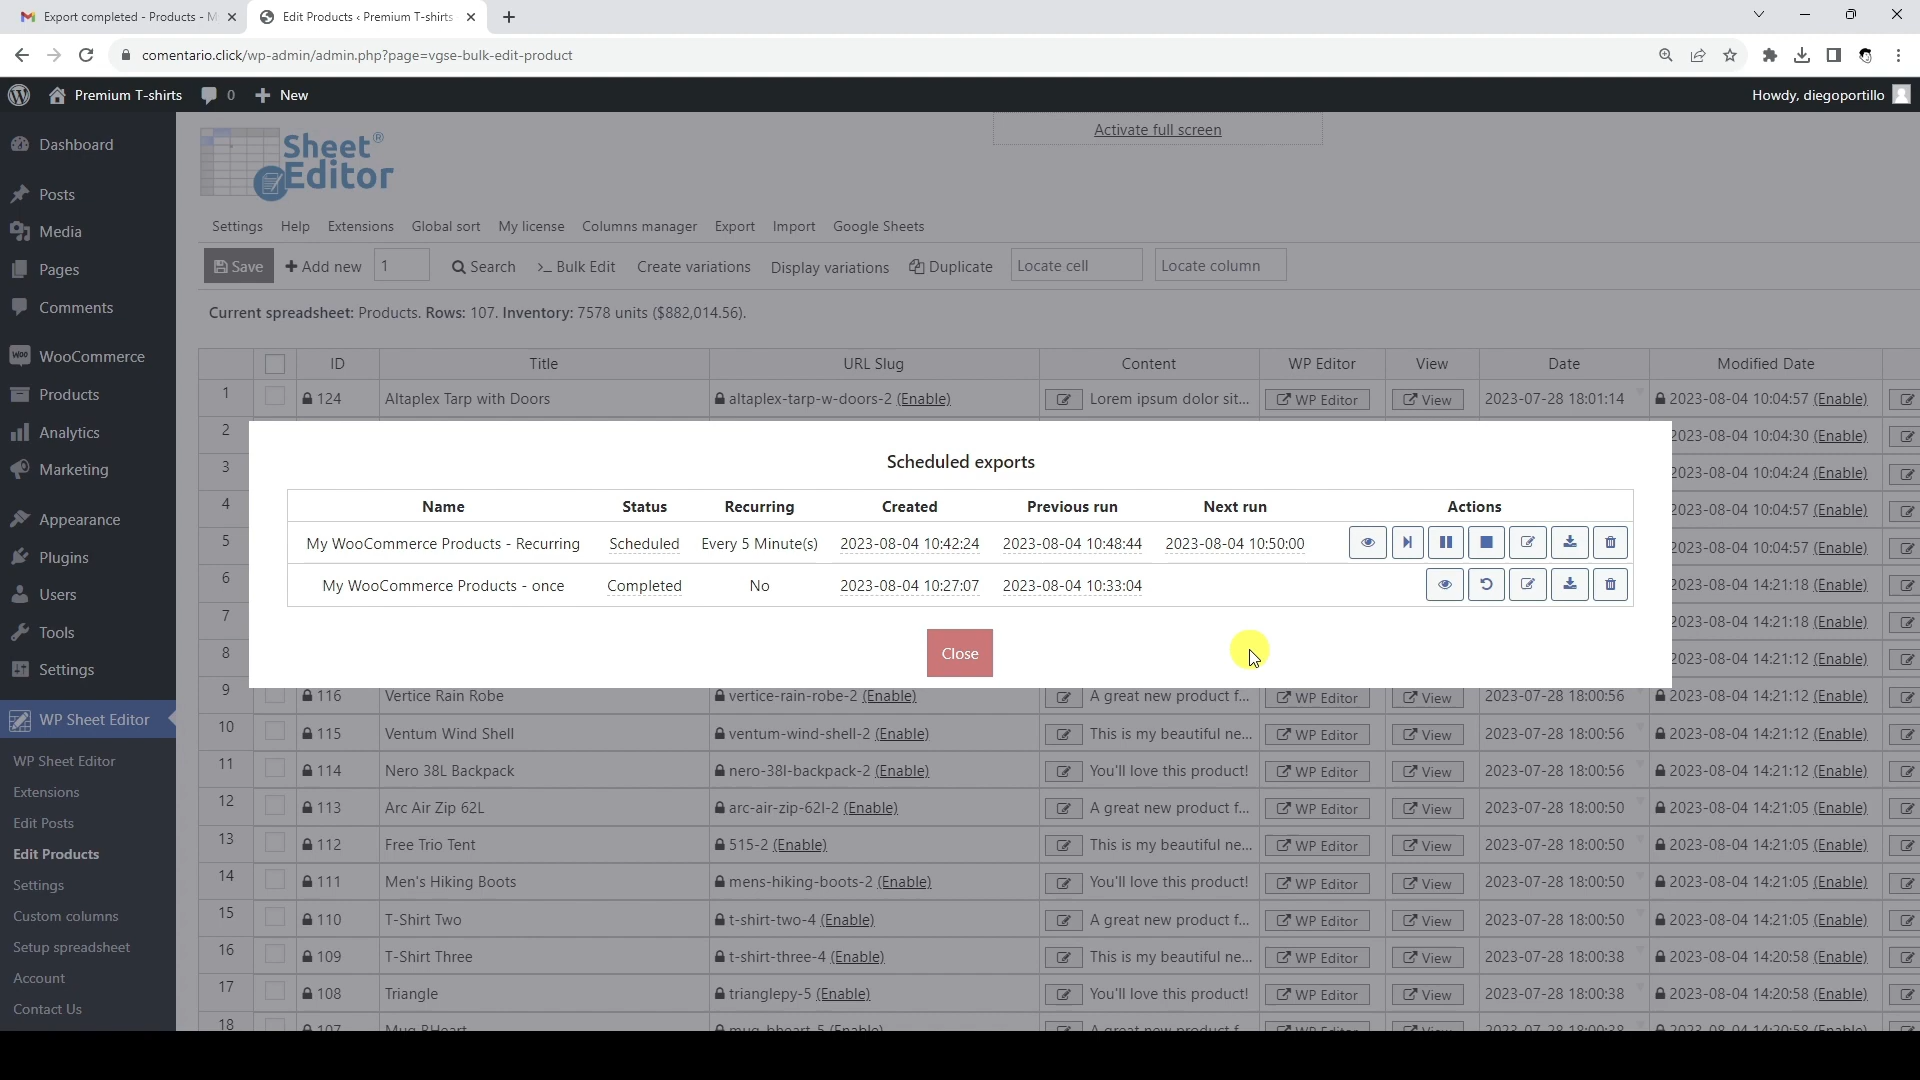 Export completed - Products - M
Edit Products ‹ Premium T-shirts
comentario.click/wp-admin/admin.php?page=vgse-bulk-edit-product
Premium T-shirts 0 New Howdy, diegoportillo
Dashboard
Posts
Media
Pages
Comments
WooCommerce
Products
Analytics
Marketing
Appearance
Plugins
Users
Tools
Settings
WP Sheet Editor
WP Sheet Editor
Extensions
Edit Posts
Edit Products
Settings
Custom columns
Setup spreadsheet
Account
Contact Us
Sheet®
Editor
Activate full screen
Settings Help Extensions Global sort My license Columns manager Export Import Google Sheets
Save Add new 1 Search Bulk Edit Create variations Display variations Duplicate Locate cell Locate column
Current spreadsheet: Products. Rows: 107. Inventory: 7578 units ($882,014.56).
ID Title URL Slug Content WP Editor View Date Modified Date
1 124 Altaplex Tarp with Doors altaplex-tarp-w-doors-2 (Enable) Lorem ipsum dolor sit... WP Editor View 2023-07-28 18:01:14 2023-08-04 10:04:57 (Enable)
2 2023-08-04 10:04:30 (Enable)
3 2023-08-04 10:04:24 (Enable)
4 2023-08-04 10:04:57 (Enable)
5 2023-08-04 10:04:57 (Enable)
6 2023-08-04 14:21:18 (Enable)
7 2023-08-04 14:21:18 (Enable)
8 2023-08-04 14:21:12 (Enable)
Scheduled exports
Name Status Recurring Created Previous run Next run Actions
My WooCommerce Products - Recurring Scheduled Every 5 Minute(s) 2023-08-04 10:42:24 2023-08-04 10:48:44 2023-08-04 10:50:00
My WooCommerce Products - once Completed No 2023-08-04 10:27:07 2023-08-04 10:33:04
Close
9 116 Vertice Rain Robe vertice-rain-robe-2 (Enable) A great new product f... WP Editor View 2023-07-28 18:00:56 2023-08-04 14:21:12 (Enable)
10 115 Ventum Wind Shell ventum-wind-shell-2 (Enable) This is my beautiful ne... WP Editor View 2023-07-28 18:00:56 2023-08-04 14:21:12 (Enable)
11 114 Nero 38L Backpack nero-38l-backpack-2 (Enable) You'll love this product! WP Editor View 2023-07-28 18:00:56 2023-08-04 14:21:12 (Enable)
12 113 Arc Air Zip 62L arc-air-zip-62l-2 (Enable) A great new product f... WP Editor View 2023-07-28 18:00:50 2023-08-04 14:21:05 (Enable)
13 112 Free Trio Tent 515-2 (Enable) This is my beautiful ne... WP Editor View 2023-07-28 18:00:50 2023-08-04 14:21:05 (Enable)
14 111 Men's Hiking Boots mens-hiking-boots-2 (Enable) You'll love this product! WP Editor View 2023-07-28 18:00:50 2023-08-04 14:21:05 (Enable)
15 110 T-Shirt Two t-shirt-two-4 (Enable) A great new product f... WP Editor View 2023-07-28 18:00:50 2023-08-04 14:21:05 (Enable)
16 109 T-Shirt Three t-shirt-three-4 (Enable) This is my beautiful ne... WP Editor View 2023-07-28 18:00:38 2023-08-04 14:20:58 (Enable)
17 108 Triangle trianglepy-5 (Enable) You'll love this product! WP Editor View 2023-07-28 18:00:38 2023-08-04 14:20:58 (Enable)
18